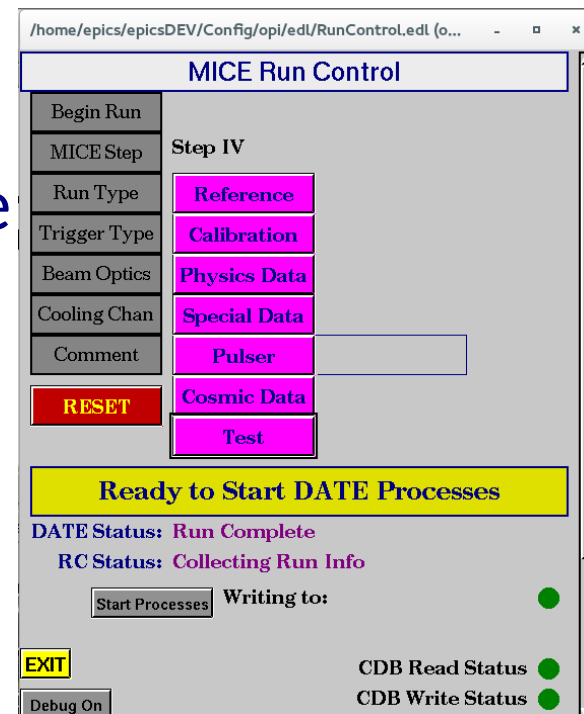 /home/epics/epicsDEV/Config/opi/edl/RunControl.edl (o...
MICE Run Control
Begin Run
MICE Step Step IV
Run Type Reference
e
Trigger Type Calibration
Beam Optics Physics Data
Cooling Chan Special Data
Comment Pulser
RESET Cosmic Data
Test
Ready to Start DATE Processes
DATE Status: Run Complete
RC Status: Collecting Run Info
Start Processes Writing to:
EXIT
CDB Read Status
Debug On CDB Write Status